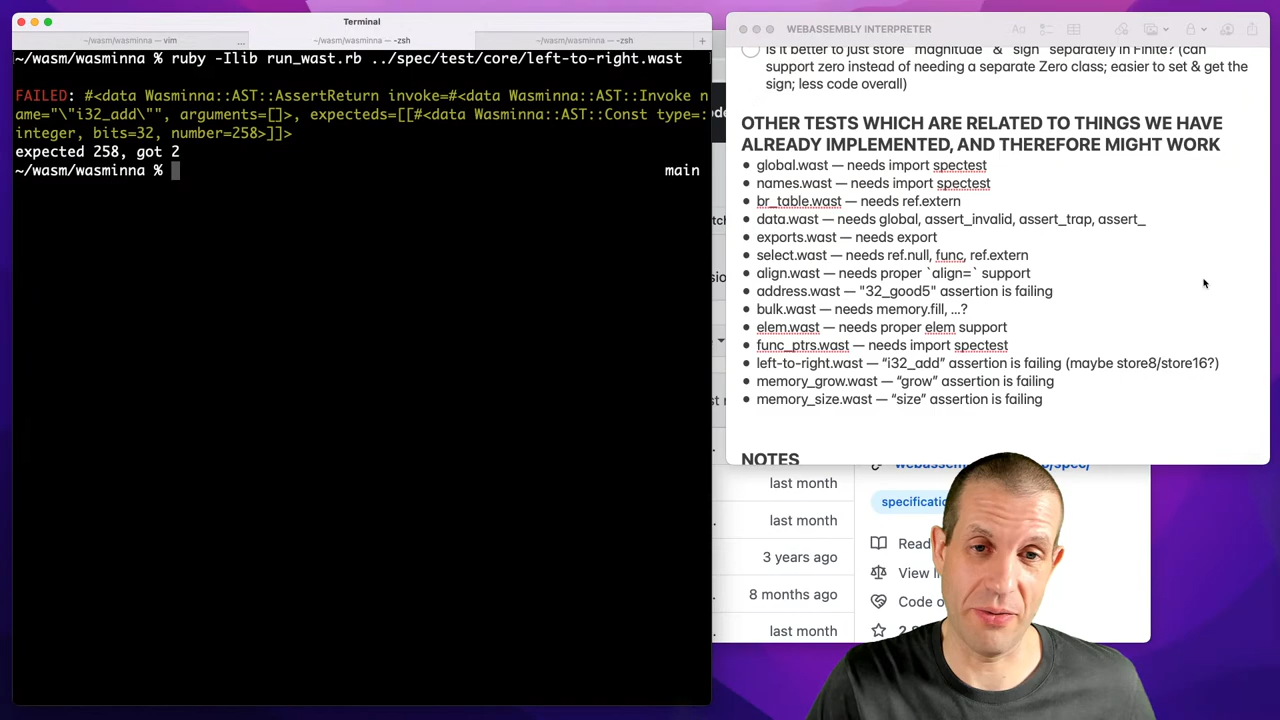 Terminal
~/wasm/wasminna — vim ... ~/wasm/wasminna — -zsh ~/wasm/wasminna — -zsh +
~/wasm/wasminna % ruby -Ilib run_wast.rb ../spec/test/core/left-to-right.wast
FAILED: #<data Wasminna::AST::AssertReturn invoke=#<data Wasminna::AST::Invoke n
ame="\"i32_add\"", arguments=[]>, expecteds=[[#<data Wasminna::AST::Const type=:
integer, bits=32, number=258>]]>
expected 258, got 2
~/wasm/wasminna % main
WEBASSEMBLY INTERPRETER
Is it better to just store `magnitude` & `sign` separately in Finite? (can
support zero instead of needing a separate Zero class; easier to set & get the
sign; less code overall)
OTHER TESTS WHICH ARE RELATED TO THINGS WE HAVE
ALREADY IMPLEMENTED, AND THEREFORE MIGHT WORK
• global.wast — needs import spectest
• names.wast — needs import spectest
• br_table.wast — needs ref.extern
• data.wast — needs global, assert_invalid, assert_trap, assert_
• exports.wast — needs export
• select.wast — needs ref.null, func, ref.extern
• align.wast — needs proper `align=` support
• address.wast — "32_good5" assertion is failing
• bulk.wast — needs memory.fill, …?
• elem.wast — needs proper elem support
• func_ptrs.wast — needs import spectest
• left-to-right.wast — “i32_add” assertion is failing (maybe store8/store16?)
• memory_grow.wast — “grow” assertion is failing
• memory_size.wast — “size” assertion is failing
NOTES
last month
last month
3 years ago
8 months ago
last month
specification
Read
View li
Code o